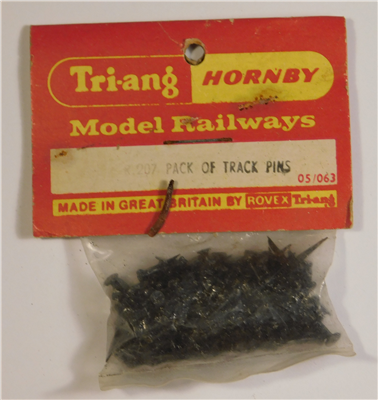 Tri-ang HORNBY
Model Railways
R 207 PACK OF TRACK PINS
05/063
MADE IN GREAT BRITAIN BY ROVEX Tri-ang